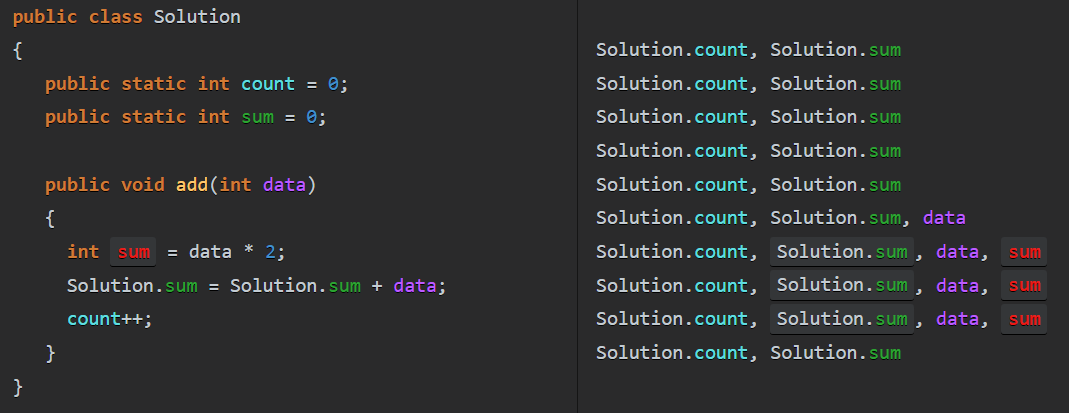 public class Solution
{
public static int count = 0;
public static int sum = 0;
public void add(int data)
{
int sum = data * 2;
Solution.sum = Solution.sum + data;
count++;
}
}
Solution.count, Solution.sum
Solution.count, Solution.sum
Solution.count, Solution.sum
Solution.count, Solution.sum
Solution.count, Solution.sum
Solution.count, Solution.sum, data
Solution.count, Solution.sum, data, sum
Solution.count, Solution.sum, data, sum
Solution.count, Solution.sum, data, sum
Solution.count, Solution.sum